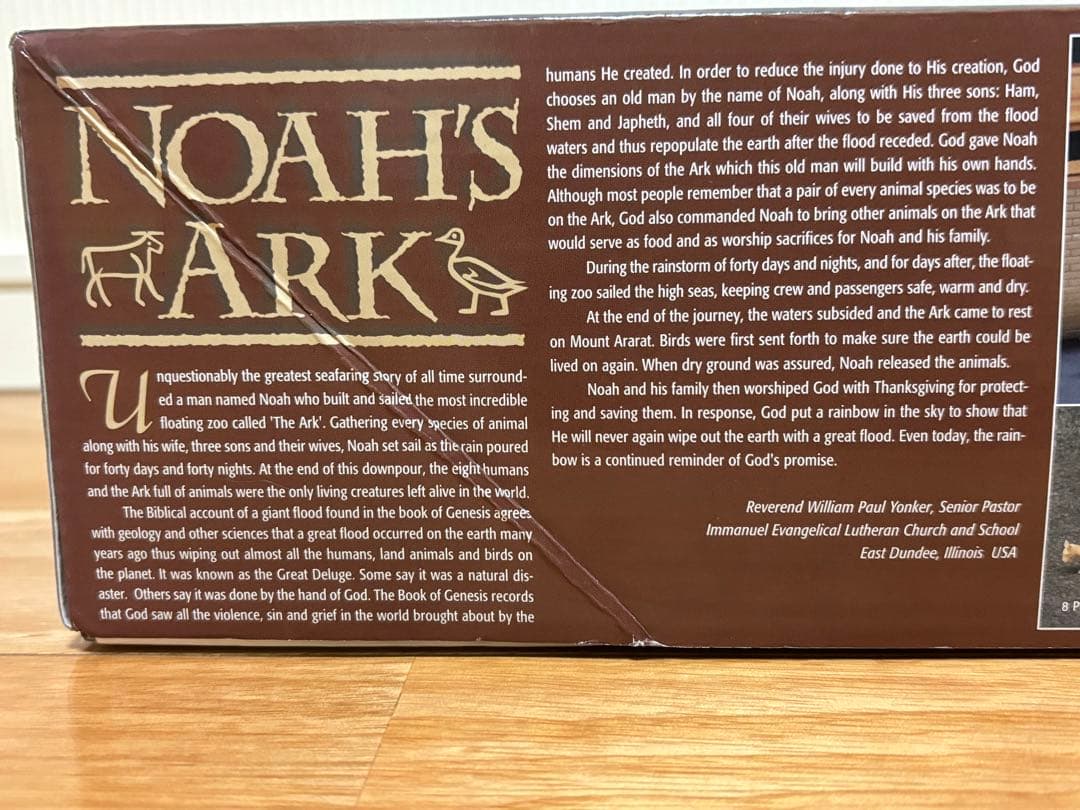 NOAH'S
ARK
Unquestionably the greatest seafaring story of all time surround-
ed a man named Noah who built and sailed the most incredible
floating zoo called 'The Ark'. Gathering every species of animal
along with his wife, three sons and their wives, Noah set sail as the rain poured
for forty days and forty nights. At the end of this downpour, the eight humans
and the Ark full of animals were the only living creatures left alive in the world.
The Biblical account of a giant flood found in the book of Genesis agrees
with geology and other sciences that a great flood occurred on the earth many
years ago thus wiping out almost all the humans, land animals and birds on
the planet. It was known as the Great Deluge. Some say it was a natural dis-
aster. Others say it was done by the hand of God. The Book of Genesis records
that God saw all the violence, sin and grief in the world brought about by the
humans He created. In order to reduce the injury done to His creation, God
chooses an old man by the name of Noah, along with His three sons: Ham,
Shem and Japheth, and all four of their wives to be saved from the flood
waters and thus repopulate the earth after the flood receded. God gave Noah
the dimensions of the Ark which this old man will build with his own hands.
Although most people remember that a pair of every animal species was to be
on the Ark, God also commanded Noah to bring other animals on the Ark that
would serve as food and as worship sacrifices for Noah and his family.
During the rainstorm of forty days and nights, and for days after, the float-
ing zoo sailed the high seas, keeping crew and passengers safe, warm and dry.
At the end of the journey, the waters subsided and the Ark came to rest
on Mount Ararat. Birds were first sent forth to make sure the earth could be
lived on again. When dry ground was assured, Noah released the animals.
Noah and his family then worshiped God with Thanksgiving for protect-
ing and saving them. In response, God put a rainbow in the sky to show that
He will never again wipe out the earth with a great flood. Even today, the rain-
bow is a continued reminder of God's promise.
Reverend William Paul Yonker, Senior Pastor
Immanuel Evangelical Lutheran Church and School
East Dundee, Illinois USA
8 P